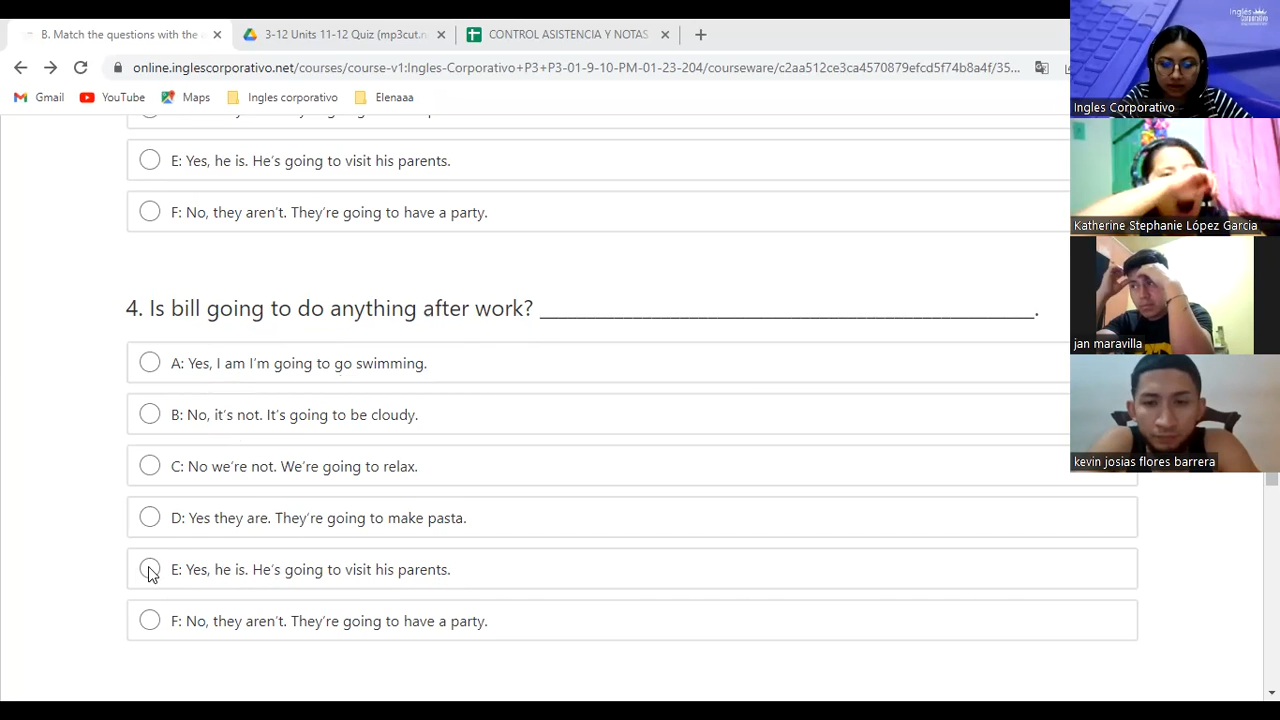 B. Match the questions with the
3-12 Units 11-12 Quiz [mp3cut_
CONTROL ASISTENCIA Y NOTAS
online.inglescorporativo.net/courses/course-v1:Ingles-Corporativo+P3+P3-01-9-10-PM-01-23-204/courseware/c2aa512ce3ca4570879efcd5f74b8a4f/35...
Gmail
YouTube
Maps
Ingles corporativo
Elenaaa
E: Yes, he is. He’s going to visit his parents.
F: No, they aren’t. They’re going to have a party.
4. Is bill going to do anything after work? ___________________________________________.
A: Yes, I am I’m going to go swimming.
B: No, it’s not. It’s going to be cloudy.
C: No we’re not. We’re going to relax.
D: Yes they are. They’re going to make pasta.
E: Yes, he is. He’s going to visit his parents.
F: No, they aren’t. They’re going to have a party.
Inglés
Corporativo
Ingles Corporativo
Katherine Stephanie López Garcia
jan maravilla
kevin josias flores barrera